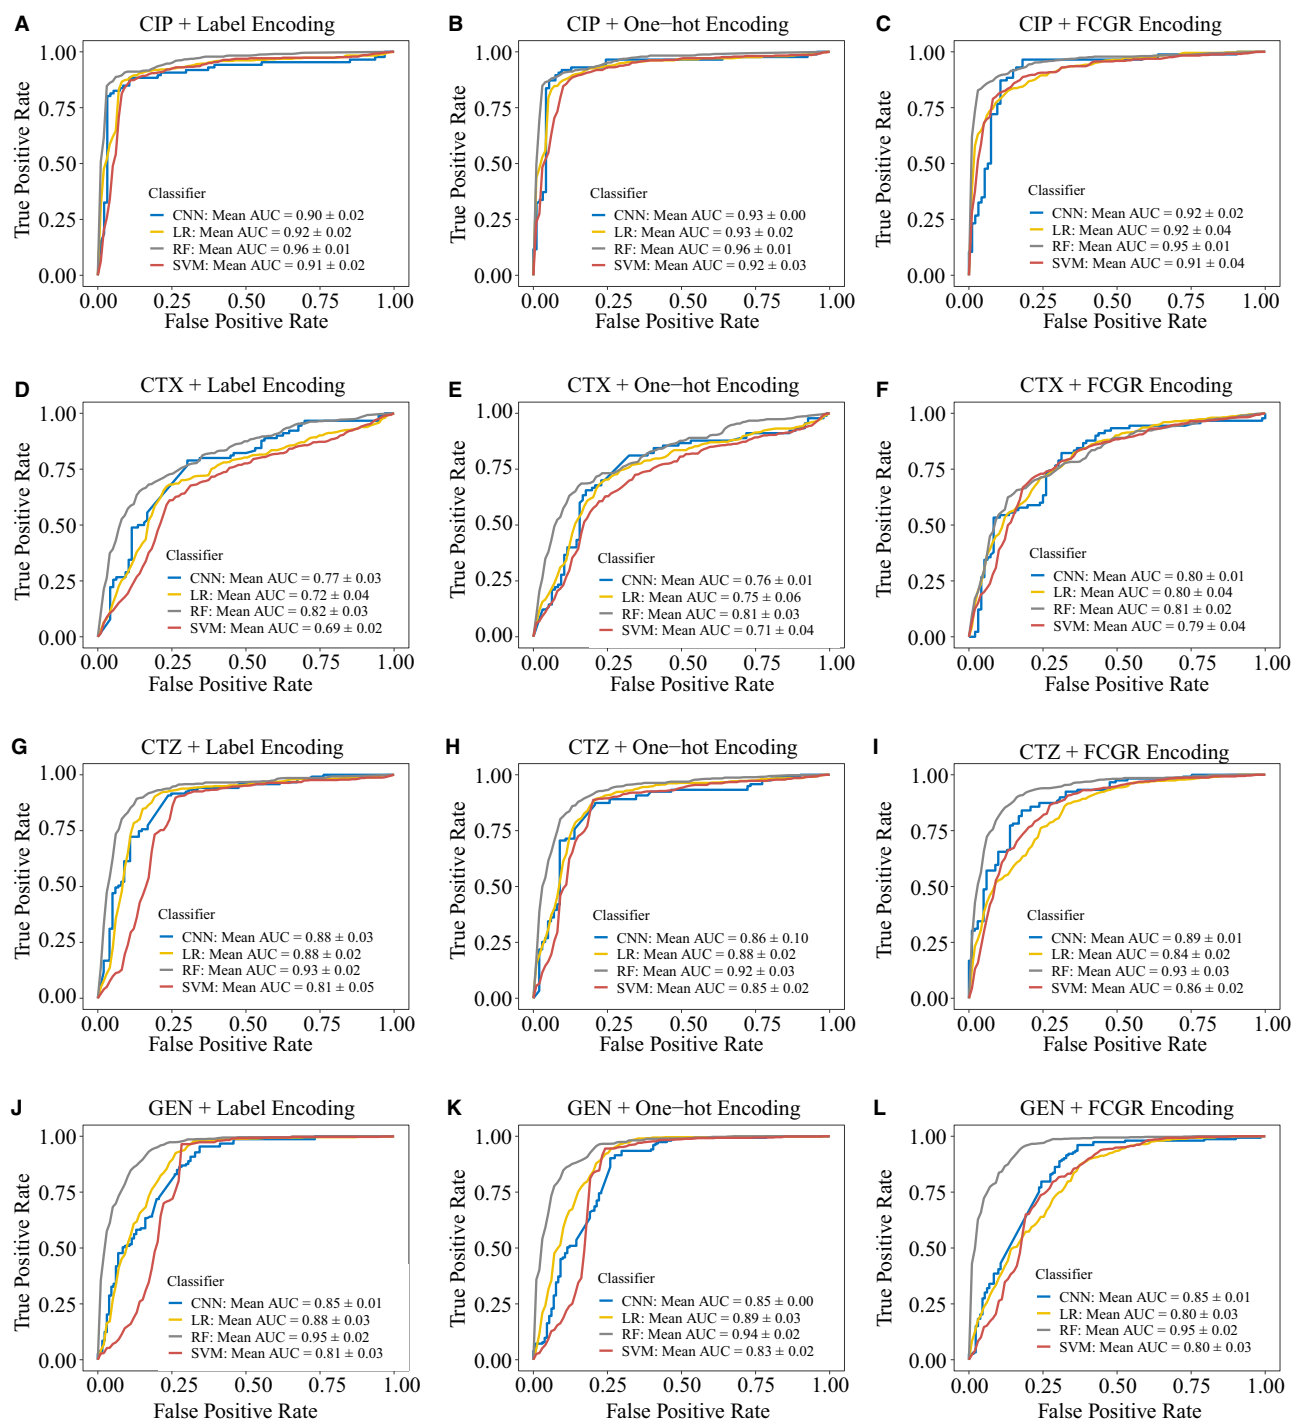 A
CIP + Label Encoding
True Positive Rate
1.00
0.75
0.50
0.25
0.00
Classifier
CNN: Mean AUC = 0.90 ± 0.02
LR: Mean AUC = 0.92 ± 0.02
RF: Mean AUC = 0.96 ± 0.01
SVM: Mean AUC = 0.91 ± 0.02
0.00 0.25 0.50 0.75 1.00
False Positive Rate
B
CIP + One−hot Encoding
True Positive Rate
1.00
0.75
0.50
0.25
0.00
Classifier
CNN: Mean AUC = 0.93 ± 0.00
LR: Mean AUC = 0.93 ± 0.02
RF: Mean AUC = 0.96 ± 0.01
SVM: Mean AUC = 0.92 ± 0.03
0.00 0.25 0.50 0.75 1.00
False Positive Rate
C
CIP + FCGR Encoding
True Positive Rate
1.00
0.75
0.50
0.25
0.00
Classifier
CNN: Mean AUC = 0.92 ± 0.02
LR: Mean AUC = 0.92 ± 0.04
RF: Mean AUC = 0.95 ± 0.01
SVM: Mean AUC = 0.91 ± 0.04
0.00 0.25 0.50 0.75 1.00
False Positive Rate
D
CTX + Label Encoding
True Positive Rate
1.00
0.75
0.50
0.25
0.00
Classifier
CNN: Mean AUC = 0.77 ± 0.03
LR: Mean AUC = 0.72 ± 0.04
RF: Mean AUC = 0.82 ± 0.03
SVM: Mean AUC = 0.69 ± 0.02
0.00 0.25 0.50 0.75 1.00
False Positive Rate
E
CTX + One−hot Encoding
True Positive Rate
1.00
0.75
0.50
0.25
0.00
Classifier
CNN: Mean AUC = 0.76 ± 0.01
LR: Mean AUC = 0.75 ± 0.06
RF: Mean AUC = 0.81 ± 0.03
SVM: Mean AUC = 0.71 ± 0.04
0.00 0.25 0.50 0.75 1.00
False Positive Rate
F
CTX + FCGR Encoding
True Positive Rate
1.00
0.75
0.50
0.25
0.00
Classifier
CNN: Mean AUC = 0.80 ± 0.01
LR: Mean AUC = 0.80 ± 0.04
RF: Mean AUC = 0.81 ± 0.02
SVM: Mean AUC = 0.79 ± 0.04
0.00 0.25 0.50 0.75 1.00
False Positive Rate
G
CTZ + Label Encoding
True Positive Rate
1.00
0.75
0.50
0.25
0.00
Classifier
CNN: Mean AUC = 0.88 ± 0.03
LR: Mean AUC = 0.88 ± 0.02
RF: Mean AUC = 0.93 ± 0.02
SVM: Mean AUC = 0.81 ± 0.05
0.00 0.25 0.50 0.75 1.00
False Positive Rate
H
CTZ + One−hot Encoding
True Positive Rate
1.00
0.75
0.50
0.25
0.00
Classifier
CNN: Mean AUC = 0.86 ± 0.10
LR: Mean AUC = 0.88 ± 0.02
RF: Mean AUC = 0.92 ± 0.03
SVM: Mean AUC = 0.85 ± 0.02
0.00 0.25 0.50 0.75 1.00
False Positive Rate
I
CTZ + FCGR Encoding
True Positive Rate
1.00
0.75
0.50
0.25
0.00
Classifier
CNN: Mean AUC = 0.89 ± 0.01
LR: Mean AUC = 0.84 ± 0.02
RF: Mean AUC = 0.93 ± 0.03
SVM: Mean AUC = 0.86 ± 0.02
0.00 0.25 0.50 0.75 1.00
False Positive Rate
J
GEN + Label Encoding
True Positive Rate
1.00
0.75
0.50
0.25
0.00
Classifier
CNN: Mean AUC = 0.85 ± 0.01
LR: Mean AUC = 0.88 ± 0.03
RF: Mean AUC = 0.95 ± 0.02
SVM: Mean AUC = 0.81 ± 0.03
0.00 0.25 0.50 0.75 1.00
False Positive Rate
K
GEN + One−hot Encoding
True Positive Rate
1.00
0.75
0.50
0.25
0.00
Classifier
CNN: Mean AUC = 0.85 ± 0.00
LR: Mean AUC = 0.89 ± 0.03
RF: Mean AUC = 0.94 ± 0.02
SVM: Mean AUC = 0.83 ± 0.02
0.00 0.25 0.50 0.75 1.00
False Positive Rate
L
GEN + FCGR Encoding
True Positive Rate
1.00
0.75
0.50
0.25
0.00
Classifier
CNN: Mean AUC = 0.85 ± 0.01
LR: Mean AUC = 0.80 ± 0.03
RF: Mean AUC = 0.95 ± 0.02
SVM: Mean AUC = 0.80 ± 0.03
0.00 0.25 0.50 0.75 1.00
False Positive Rate